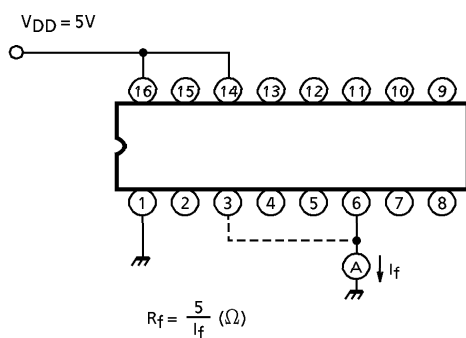 VDD = 5V
16 15 14 13 12 11 10 9
1 2 3 4 5 6 7 8
A If
Rf = 5/If (Ω)